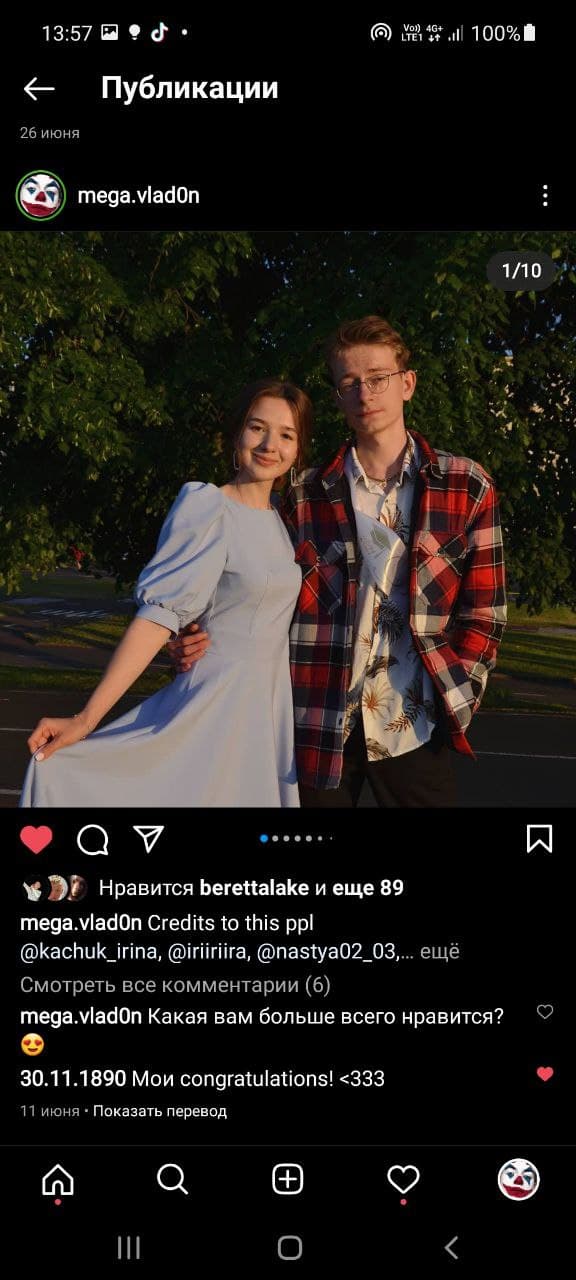 13:57
Vo)) 4G+
LTE1
100%
Публикации
26 июня
mega.vlad0n
1/10
Нравится berettalake и еще 89
mega.vlad0n Credits to this ppl
@kachuk_irina, @iriiriira, @nastya02_03,... ещё
Смотреть все комментарии (6)
mega.vlad0n Какая вам больше всего нравится?
30.11.1890 Мои congratulations! <333
11 июня • Показать перевод